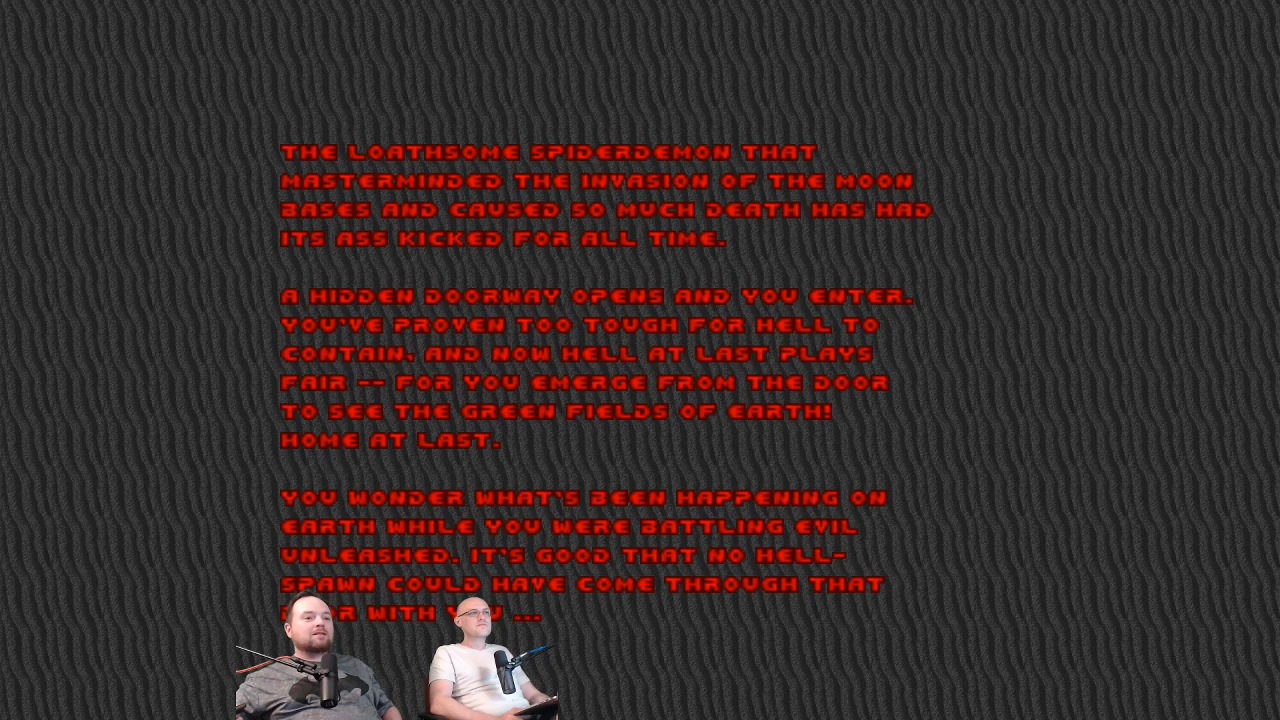 THE LOATHSOME SPIDERDEMON THAT
MASTERMINDED THE INVASION OF THE MOON
BASES AND CAUSED SO MUCH DEATH HAS HAD
ITS ASS KICKED FOR ALL TIME.
A HIDDEN DOORWAY OPENS AND YOU ENTER.
YOU'VE PROVEN TOO TOUGH FOR HELL TO
CONTAIN, AND NOW HELL AT LAST PLAYS
FAIR -- FOR YOU EMERGE FROM THE DOOR
TO SEE THE GREEN FIELDS OF EARTH!
HOME AT LAST.
YOU WONDER WHAT'S BEEN HAPPENING ON
EARTH WHILE YOU WERE BATTLING EVIL
UNLEASHED. IT'S GOOD THAT NO HELL-
SPAWN COULD HAVE COME THROUGH THAT
DOOR WITH YOU ...